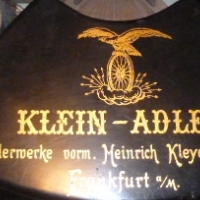 KLEIN-ADLE
lerwerke vorm. Heinrich Kleye
Frankfurt a/M.